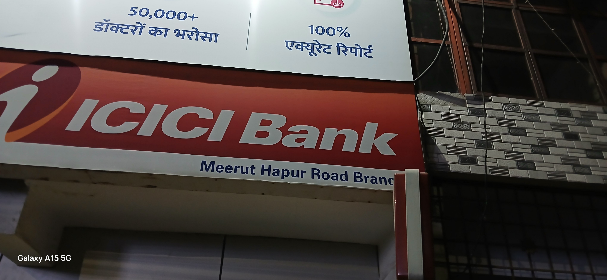 50,000+
डॉक्टरों का भरोसा
100%
एक्यूरेट रिपोर्ट
ICICI Bank
Meerut Hapur Road Branc
Galaxy A15 5G